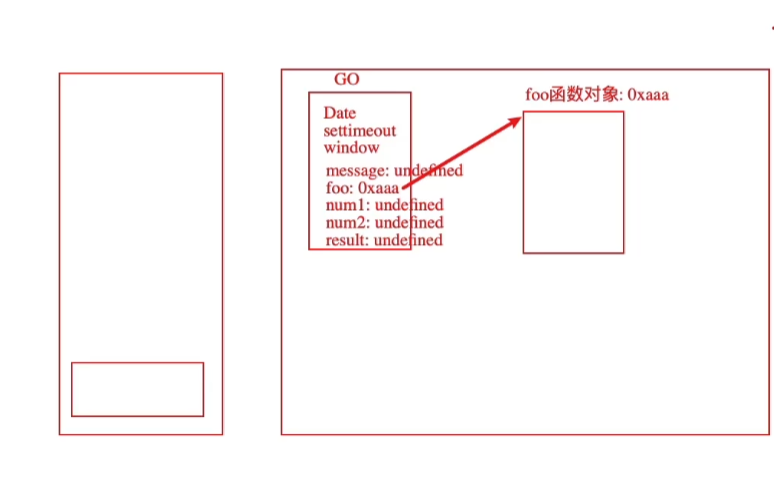 GO
foo函数对象: 0xaaa
Date
settimeout
window
message: undefined
foo: 0xaaa
num1: undefined
num2: undefined
result: undefined